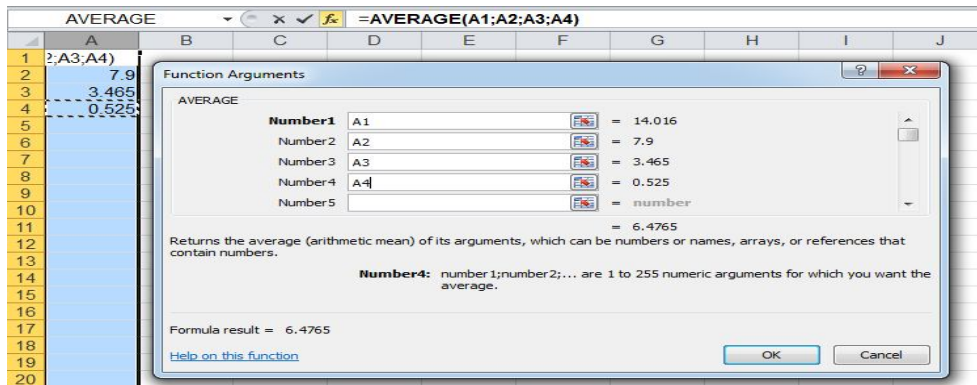 AVERAGE fx =AVERAGE(A1;A2;A3;A4)
A B C D E F G H I J
1 2;A3;A4)
2 7.9
3 3.465
4 0.525
5
6
7
8
9
10
11
12
13
14
15
16
17
18
19
20
Function Arguments ?
AVERAGE
Number1 A1 = 14.016
Number2 A2 = 7.9
Number3 A3 = 3.465
Number4 A4 = 0.525
Number5 = number
= 6.4765
Returns the average (arithmetic mean) of its arguments, which can be numbers or names, arrays, or references that
contain numbers.
Number4: number1;number2;... are 1 to 255 numeric arguments for which you want the
average.
Formula result = 6.4765
Help on this function OK Cancel